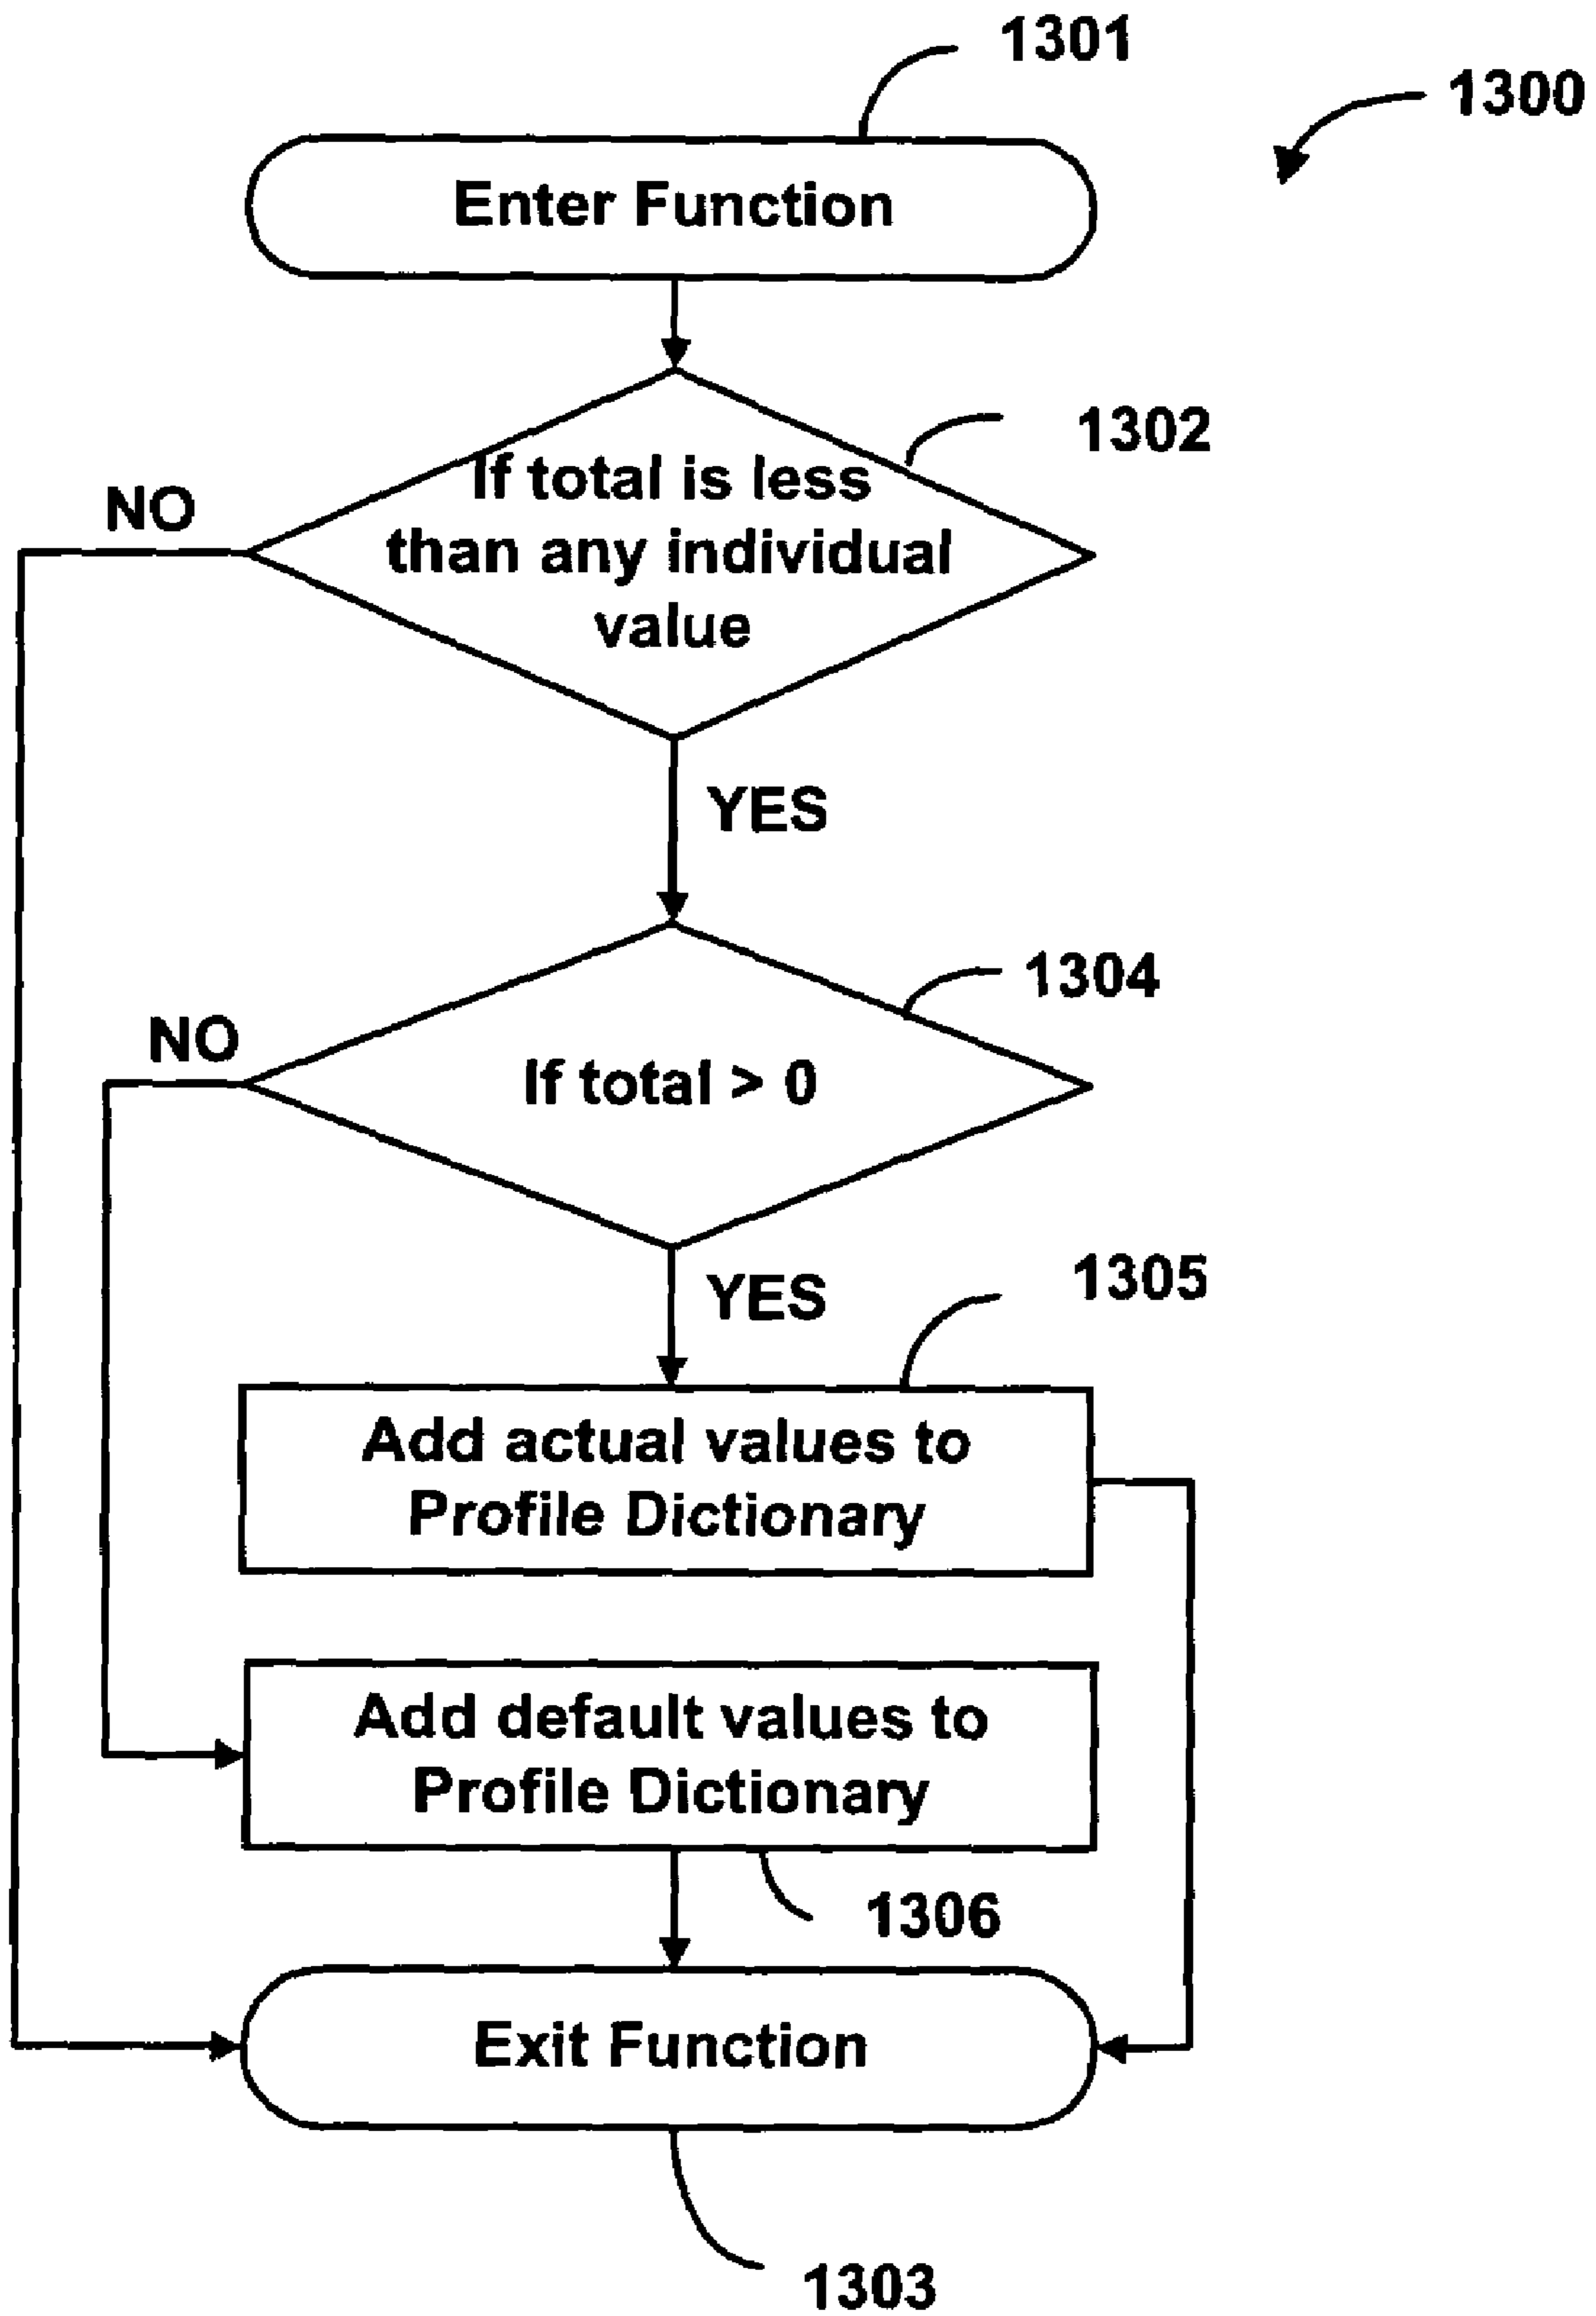 1301
1300
Enter Function
1302
If total is less
than any individual
value
NO
YES
1304
NO
If total > 0
YES
1305
Add actual values to
Profile Dictionary
Add default values to
Profile Dictionary
1306
Exit Function
1303